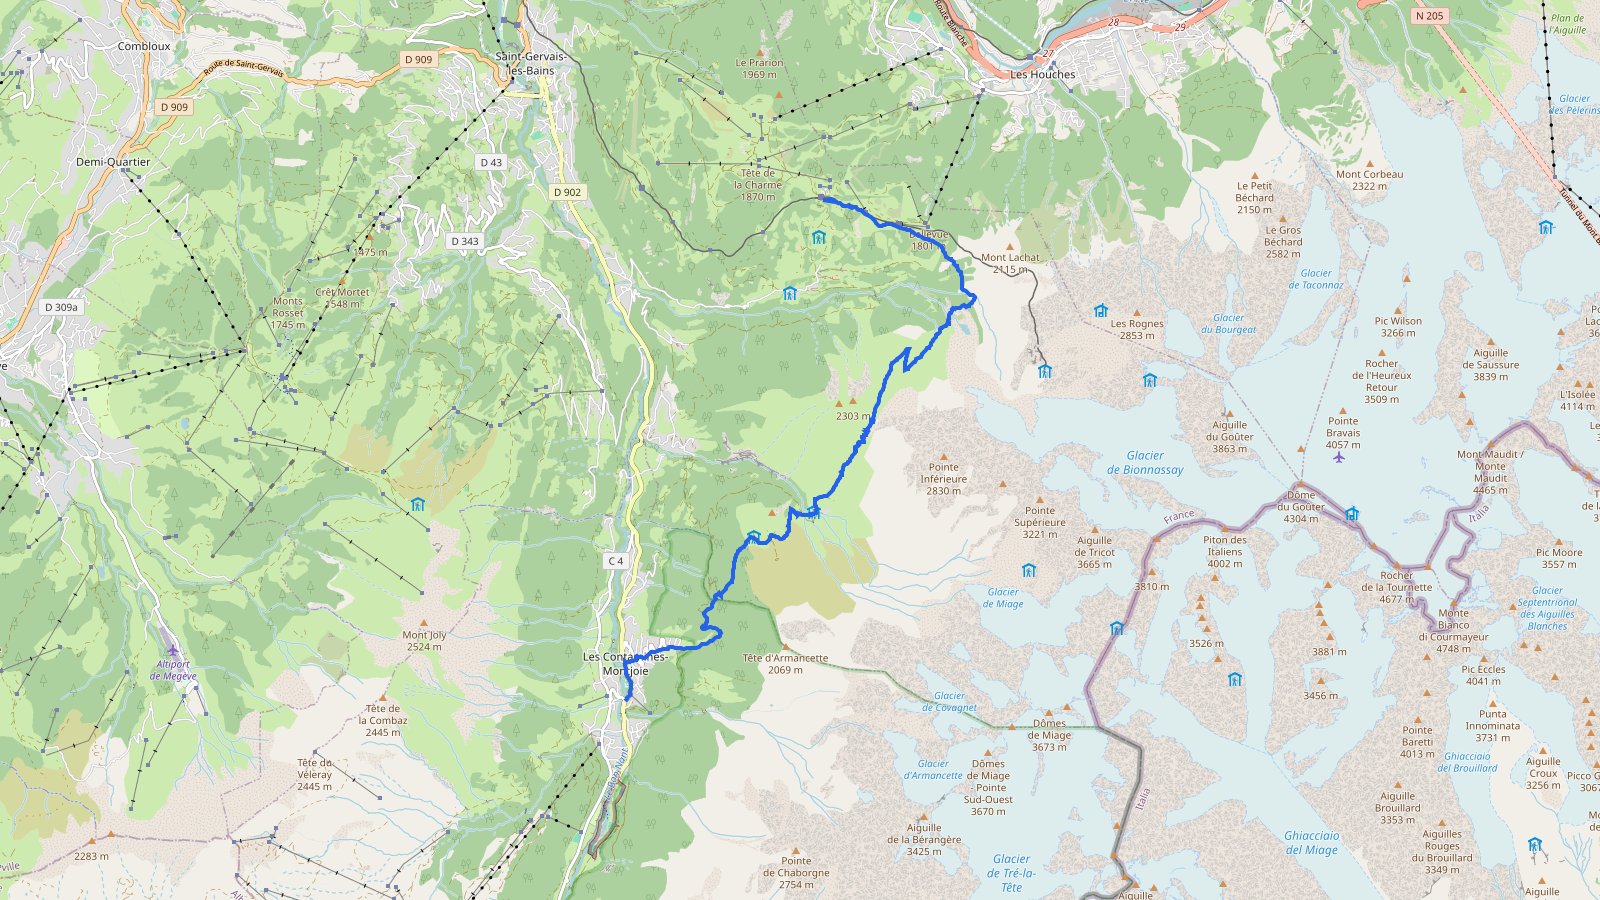 Combloux
Route de Saint-Gervais
D 909
D 909
Saint-Gervais-
les-Bains
Le Prarion
1969 m
Route Blanche
Les Houches
27
28
29
N 205
Plan de
l'Aiguille
Glacier
des Pèlerins
Demi-Quartier
D 43
D 902
D 343
D 309a
Tête de
la Charme
1870 m
Bellevue
Mont Lachat
2115 m
Mont Corbeau
2322 m
Le Petit
Béchard
2150 m
Le Gros
Béchard
2582 m
Glacier
de Taconnaz
Glacier
du Bourgeat
Les Rognes
2853 m
Pic Wilson
3266 m
Rocher
de l'Heureux
Retour
3509 m
Aiguille
de Saussure
3839 m
L'Isolée
4114 m
1475 m
Crêt Mortet
1548 m
Monts
Rosset
1745 m
2303 m
Aiguille
du Goûter
3863 m
Pointe
Bravais
4057 m
Glacier
de Bionnassay
Mont Maudit /
Monte
Maudit
4465 m
Pointe
Inférieure
2830 m
Pointe
Supérieure
3221 m
France
Dôme
du Goûter
4304 m
Italia
Aiguille
de Tricot
3665 m
Piton des
Italiens
4002 m
Pic Moore
3557 m
3810 m
Rocher
de la Tournette
4677 m
Glacier
de Miage
Glacier
Septentrional
des Aiguilles
Blanches
Monte
Bianco
di Courmayeur
4748 m
C 4
Mont Joly
2524 m
Les Contamines-
Montjoie
Tête d'Armancette
2069 m
3526 m
3881 m
3456 m
Pic Eccles
4041 m
Altiport
de Megève
Glacier
de Covagnet
Tête de
la Combaz
2445 m
Dômes
de Miage
3673 m
Punta
Innominata
3731 m
Pointe
Baretti
4013 m
Ghiacciaio
del Brouillard
Tête du
Véleray
2445 m
Glacier
d'Armancette
Dômes
de Miage
- Pointe
Sud-Ouest
3670 m
Aiguille
Croux
3256 m
Italia
Aiguille
Brouillard
3353 m
Aiguille
de la Bérangère
3425 m
Ghiacciaio
del Miage
Aiguilles
Rouges
du Brouillard
3349 m
2283 m
Pointe
de Chaborgne
2754 m
Glacier
de Tré-la-
Tête
Aiguille
Aiguille